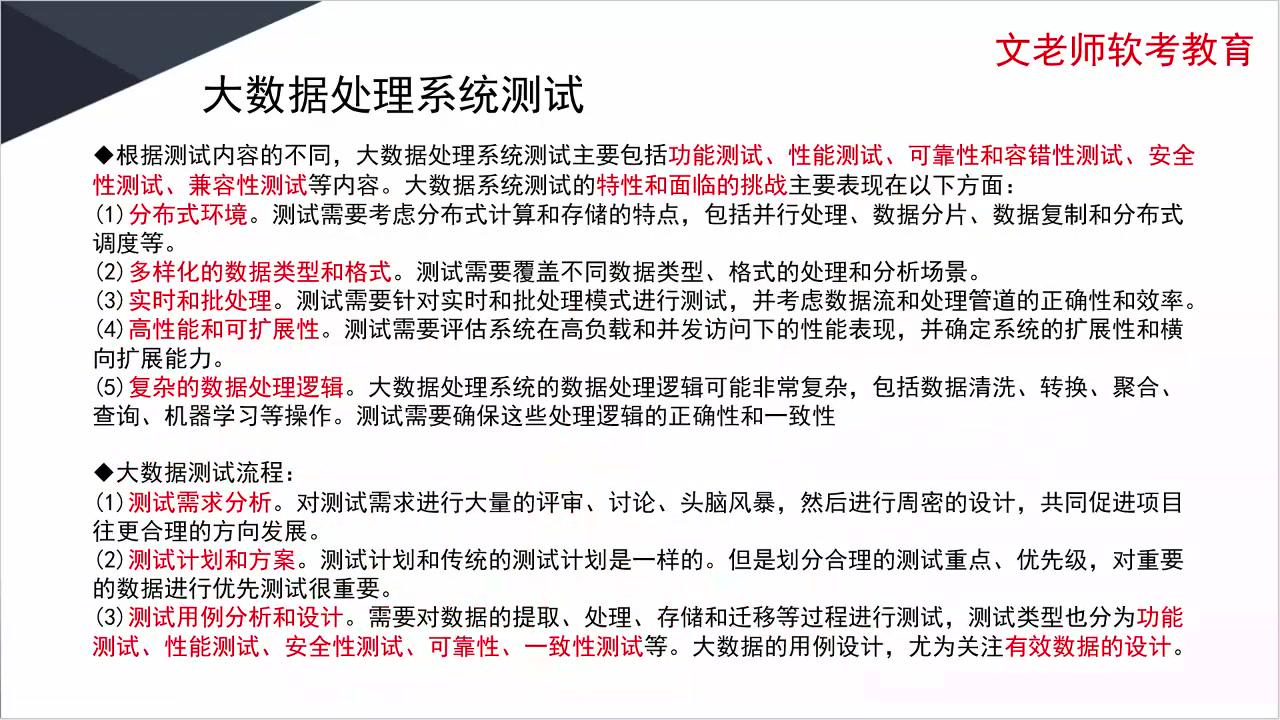 文老师软考教育
大数据处理系统测试
◆根据测试内容的不同，大数据处理系统测试主要包括功能测试、性能测试、可靠性和容错性测试、安全
性测试、兼容性测试等内容。大数据系统测试的特性和面临的挑战主要表现在以下方面：
(1)分布式环境。测试需要考虑分布式计算和存储的特点，包括并行处理、数据分片、数据复制和分布式
调度等。
(2)多样化的数据类型和格式。测试需要覆盖不同数据类型、格式的处理和分析场景。
(3)实时和批处理。测试需要针对实时和批处理模式进行测试，并考虑数据流和处理管道的正确性和效率。
(4)高性能和可扩展性。测试需要评估系统在高负载和并发访问下的性能表现，并确定系统的扩展性和横
向扩展能力。
(5)复杂的数据处理逻辑。大数据处理系统的数据处理逻辑可能非常复杂，包括数据清洗、转换、聚合、
查询、机器学习等操作。测试需要确保这些处理逻辑的正确性和一致性
◆大数据测试流程：
(1)测试需求分析。对测试需求进行大量的评审、讨论、头脑风暴，然后进行周密的设计，共同促进项目
往更合理的方向发展。
(2)测试计划和方案。测试计划和传统的测试计划是一样的。但是划分合理的测试重点、优先级，对重要
的数据进行优先测试很重要。
(3)测试用例分析和设计。需要对数据的提取、处理、存储和迁移等过程进行测试，测试类型也分为功能
测试、性能测试、安全性测试、可靠性、一致性测试等。大数据的用例设计，尤为关注有效数据的设计。